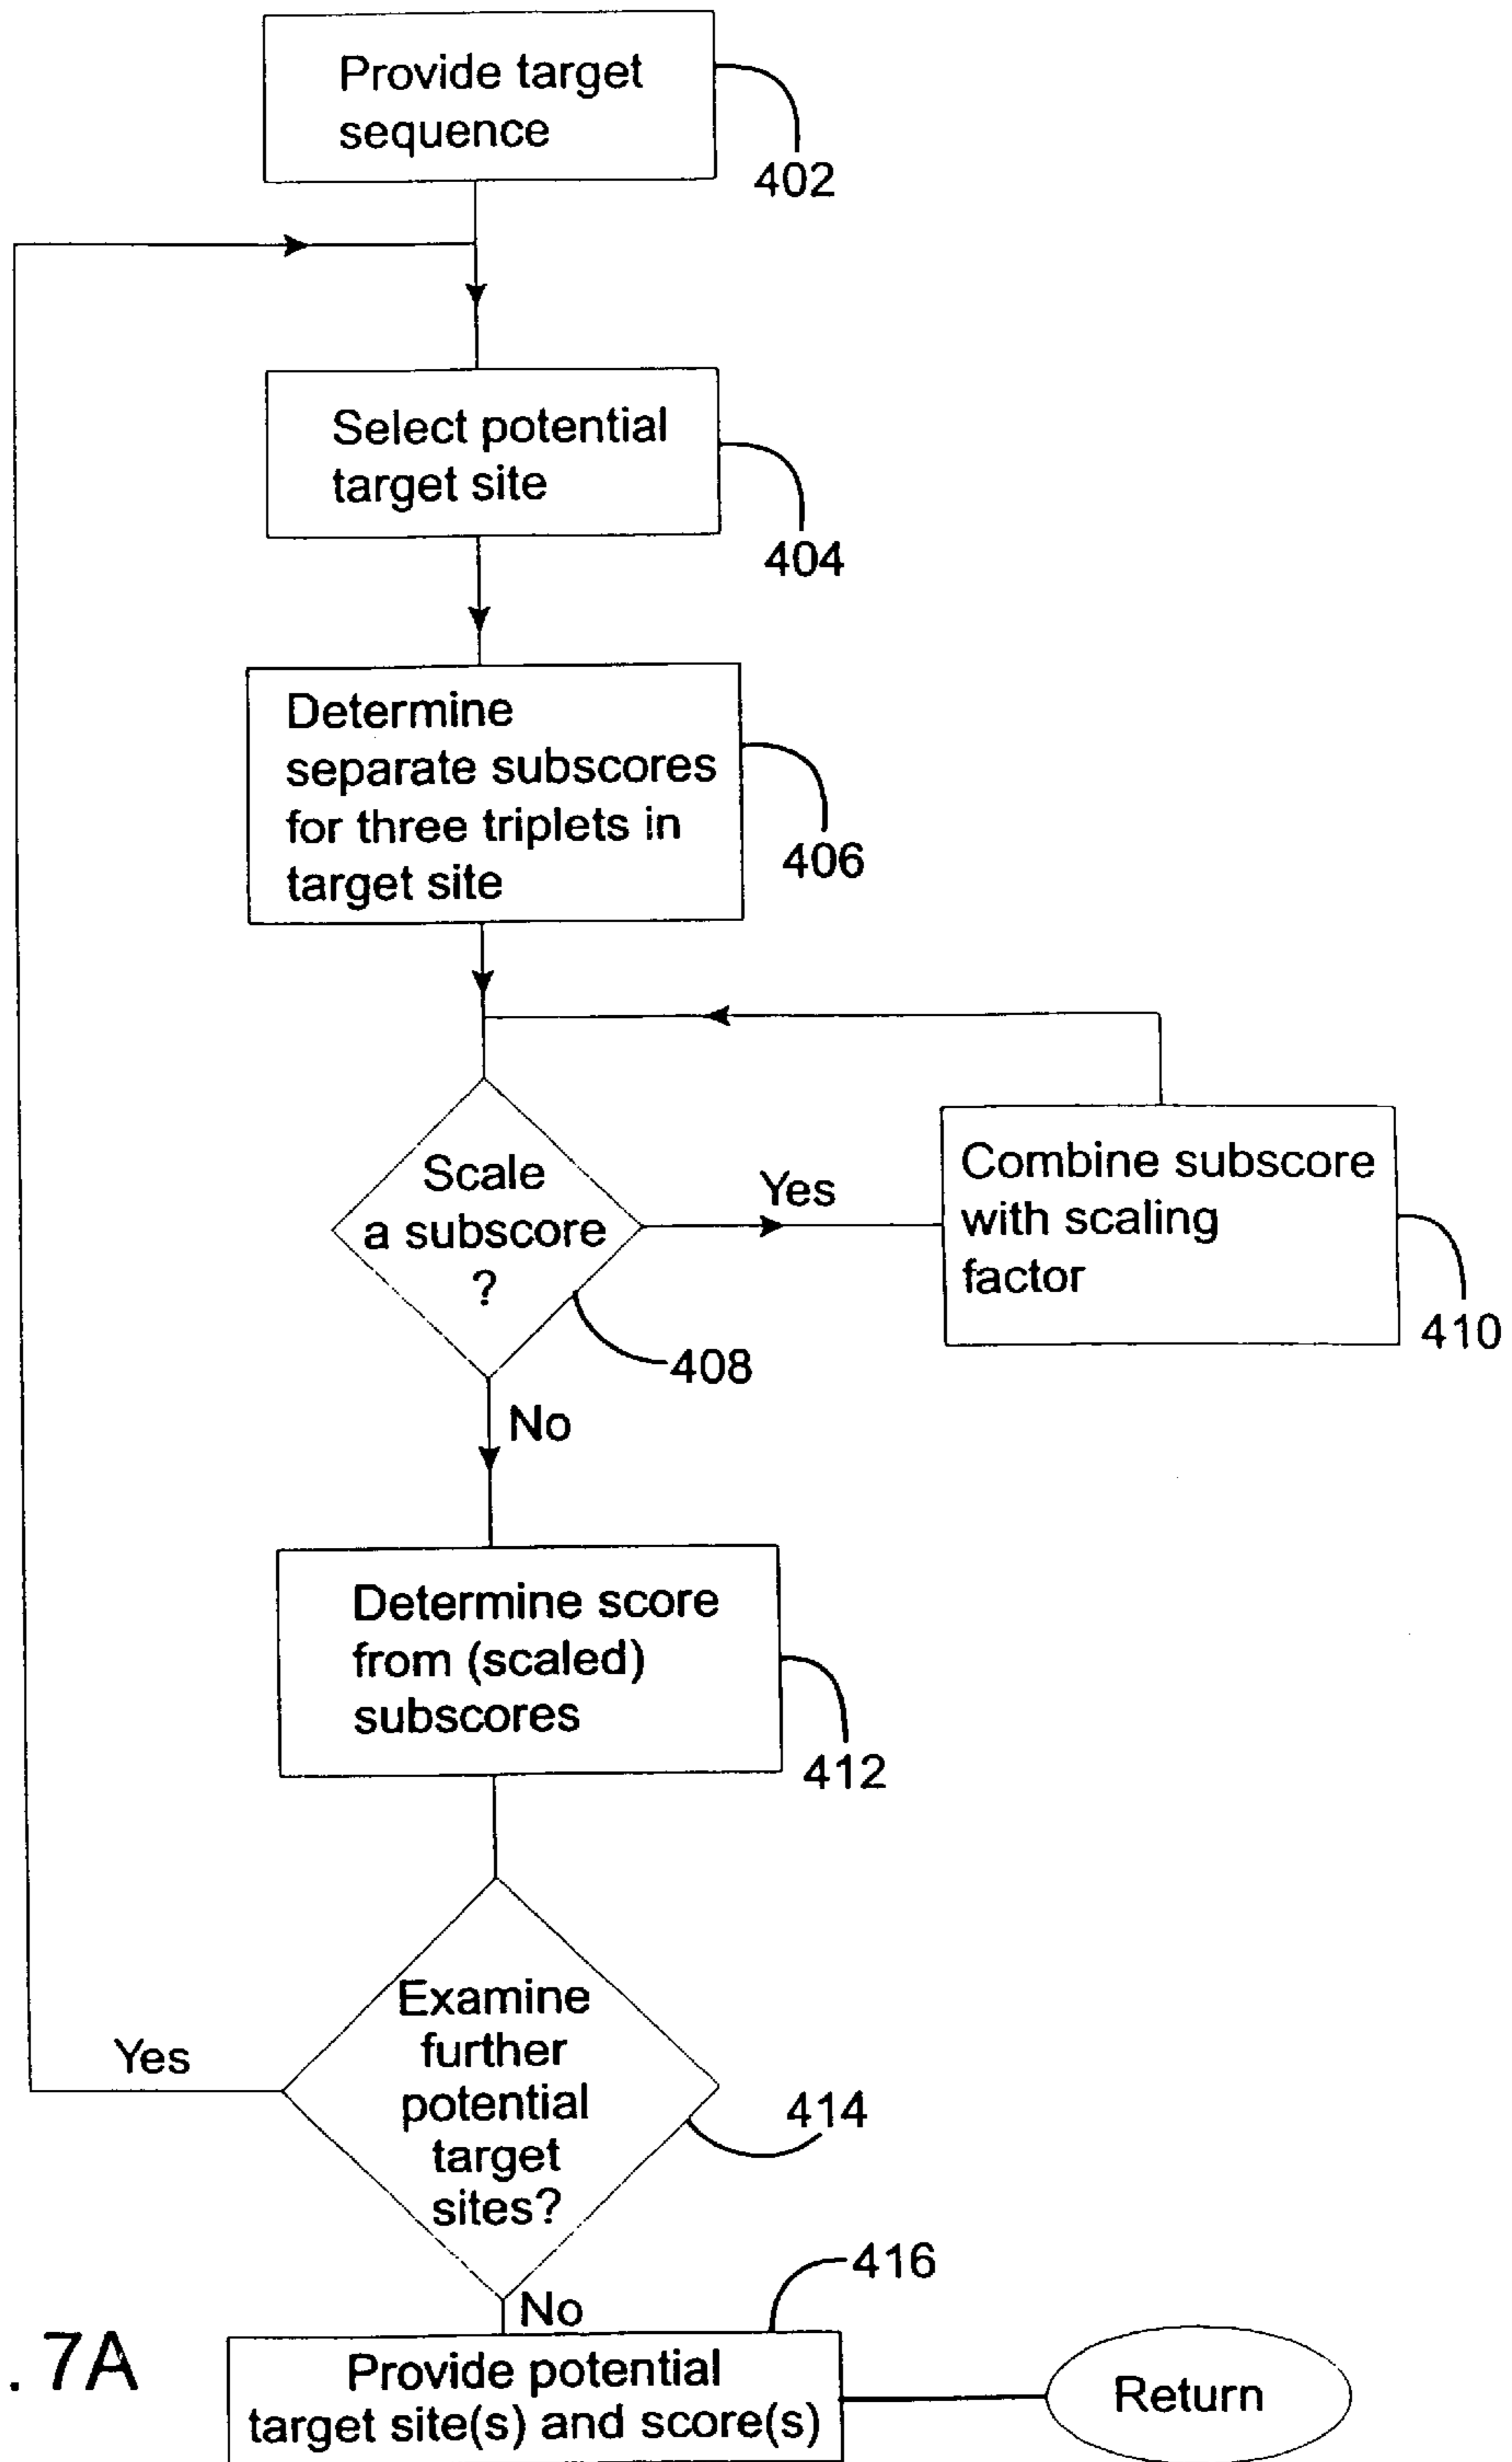 Provide target
sequence
402
Select potential
target site
404
Determine
separate subscores
for three triplets in
target site
406
Scale
a subscore
?
408
Yes
Combine subscore
with scaling
factor
410
No
Determine score
from (scaled)
subscores
412
Examine
further
potential
target
sites?
414
Yes
No
416
Provide potential
target site(s) and score(s)
Return
. 7A